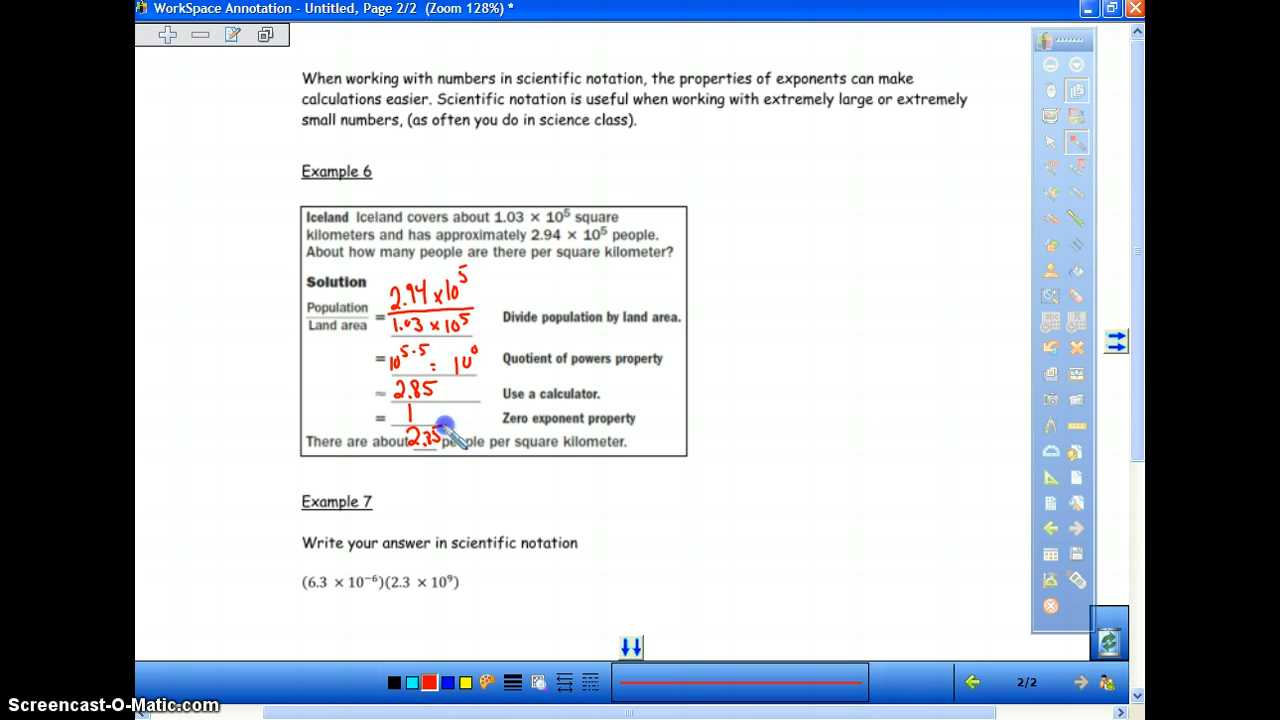 WorkSpace Annotation - Untitled, Page 2/2 (Zoom 128%) *
When working with numbers in scientific notation, the properties of exponents can make
calculations easier. Scientific notation is useful when working with extremely large or extremely
small numbers, (as often you do in science class).
Example 6
Iceland Iceland covers about 1.03 × 10⁵ square
kilometers and has approximately 2.94 × 10⁵ people.
About how many people are there per square kilometer?
Solution
2.94 × 10⁵
Population
Land area
=
1.03 × 10⁵
Divide population by land area.
= 10⁵⁻⁵ = 10⁰ Quotient of powers property
≈ 2.85 Use a calculator.
= 1 Zero exponent property
There are about 2.85 people per square kilometer.
Example 7
Write your answer in scientific notation
(6.3 × 10⁻⁶)(2.3 × 10⁹)
2/2
Screencast-O-Matic.com